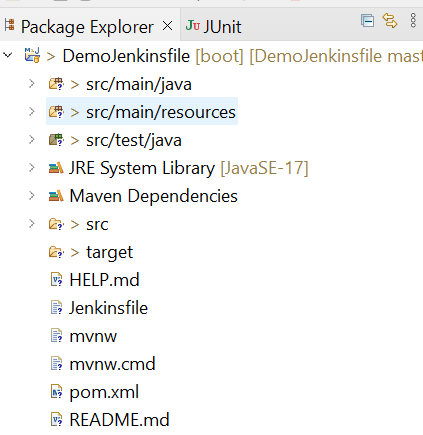 Package Explorer × JUnit
> DemoJenkinsfile [boot] [DemoJenkinsfile mast
> src/main/java
> src/main/resources
> src/test/java
JRE System Library [JavaSE-17]
Maven Dependencies
> src
> target
HELP.md
Jenkinsfile
mvnw
mvnw.cmd
pom.xml
README.md